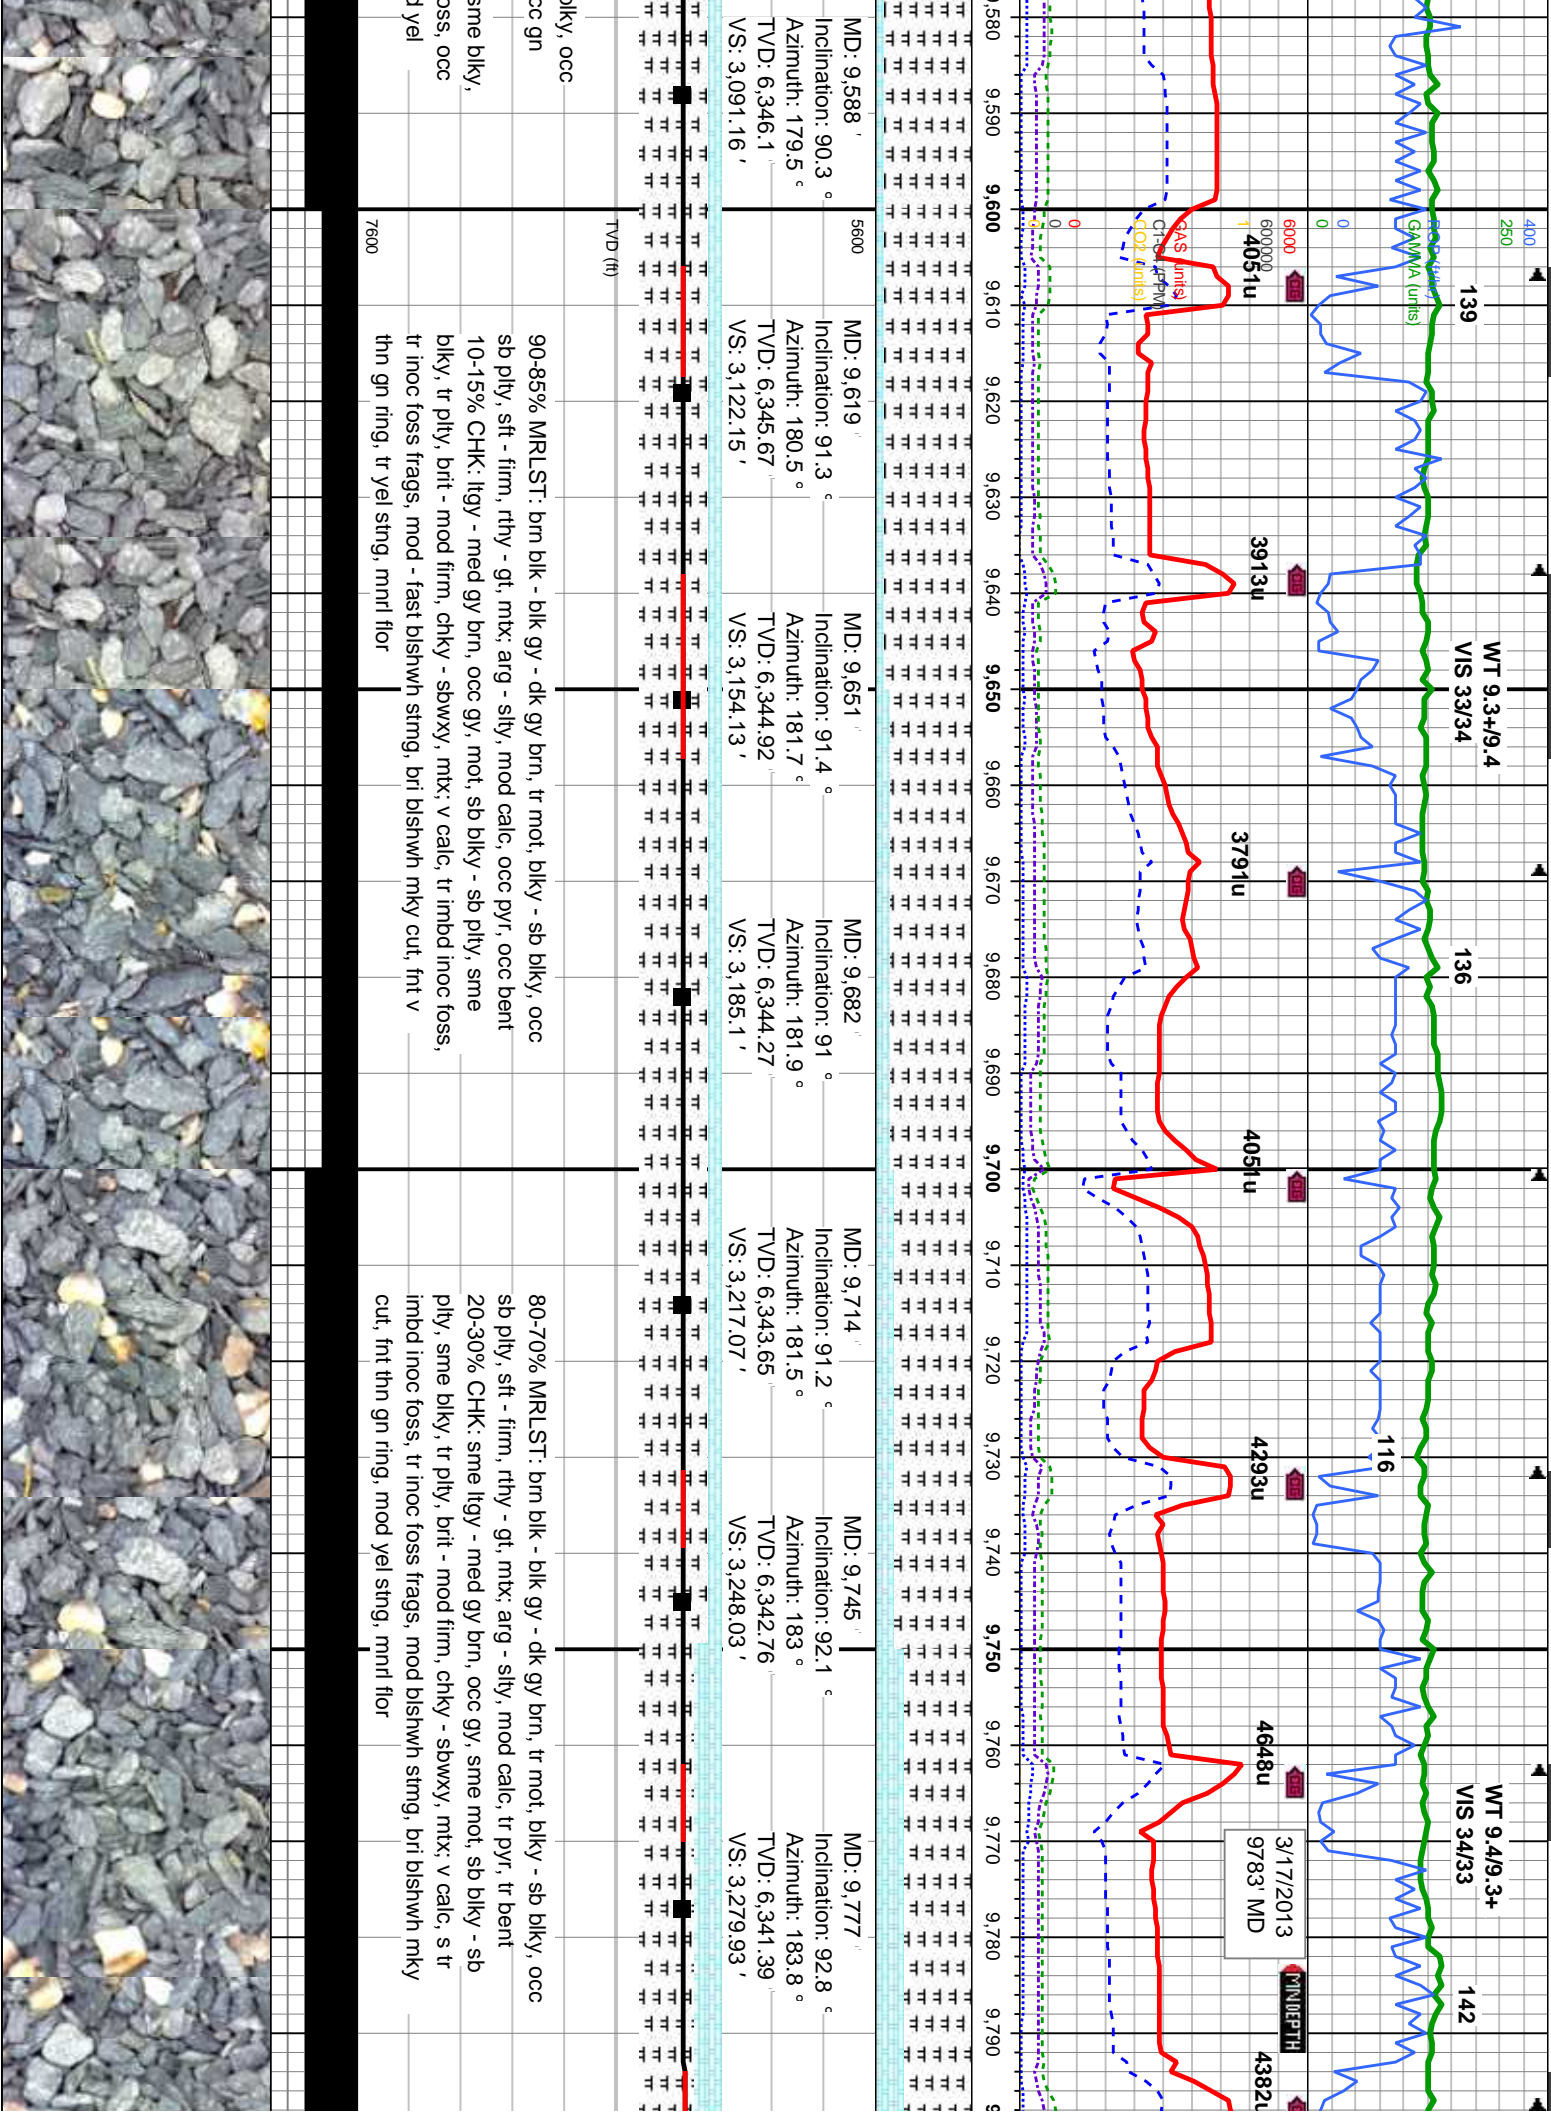 9,580
9,590
9,600
9,610
9,620
9,630
9,640
9,650
9,660
9,670
9,680
9,690
9,700
9,710
9,720
9,730
9,740
9,750
9,760
9,770
9,780
9,790
400
250
0
0
ROP (ft/hr)
GAMMA (units)
6000
600000
1
GAS (units)
C1-C4 (PPM)
CO2 (units)
0
0
0
139
WT 9.3+/9.4
VIS 33/34
136
116
WT 9.4/9.3+
VIS 34/33
142
4051u
3913u
3791u
4051u
4293u
4648u
4382u
3/17/2013
9783' MD
MN DEPTH
5600
TVD (ft)
7600
MD: 9,588 '
Inclination: 90.3 °
Azimuth: 179.5 °
TVD: 6,346.1 '
VS: 3,091.16 '
MD: 9,619 '
Inclination: 91.3 °
Azimuth: 180.5 °
TVD: 6,345.67 '
VS: 3,122.15 '
MD: 9,651 '
Inclination: 91.4 °
Azimuth: 181.7 °
TVD: 6,344.92 '
VS: 3,154.13 '
MD: 9,682 '
Inclination: 91 °
Azimuth: 181.9 °
TVD: 6,344.27 '
VS: 3,185.1 '
MD: 9,714 '
Inclination: 91.2 °
Azimuth: 181.5 °
TVD: 6,343.65 '
VS: 3,217.07 '
MD: 9,745 '
Inclination: 92.1 °
Azimuth: 183 °
TVD: 6,342.76 '
VS: 3,248.03 '
MD: 9,777 '
Inclination: 92.8 °
Azimuth: 183.8 °
TVD: 6,341.39 '
VS: 3,279.93 '
blky, occ
cc gn
sme blky,
oss, occ
d yel
90-85% MRLST: brn blk - blk gy - dk gy brn, tr mot, blky - sb blky, occ
sb plty, sft - firm, rthy - gt, mtx; arg - slty, mod calc, occ pyr, occ bent
10-15% CHK: ltgy - med gy brn, occ gy, mot, sb blky - sb plty, sme
blky, tr plty, brit - mod firm, chky - sbwxy, mtx; v calc, tr imbd inoc foss,
tr inoc foss frags, mod - fast blshwh stmg, bri blshwh mky cut, fnt v
thn gn ring, tr yel stng, mnrl flor
80-70% MRLST: brn blk - blk gy - dk gy brn, tr mot, blky - sb blky, occ
sb plty, sft - firm, rthy - gt, mtx; arg - slty, mod calc, tr pyr, tr bent
20-30% CHK: sme ltgy - med gy brn, occ gy, sme mot, sb blky - sb
plty, sme blky, tr plty, brit - mod firm, chky - sbwxy, mtx; v calc, s tr
imbd inoc foss, tr inoc foss frags, mod blshwh stmg, bri blshwh mky
cut, fnt thn gn ring, mod yel stng, mnrl flor